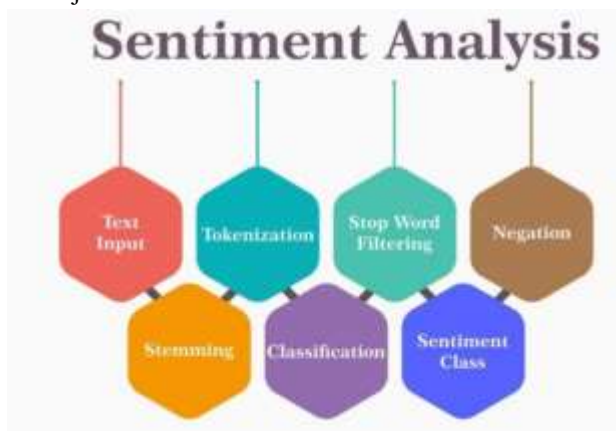 Sentiment Analysis
Text
Input
Tokenization
Stop Word
Filtering
Negation
Stemming
Classification
Sentiment
Class